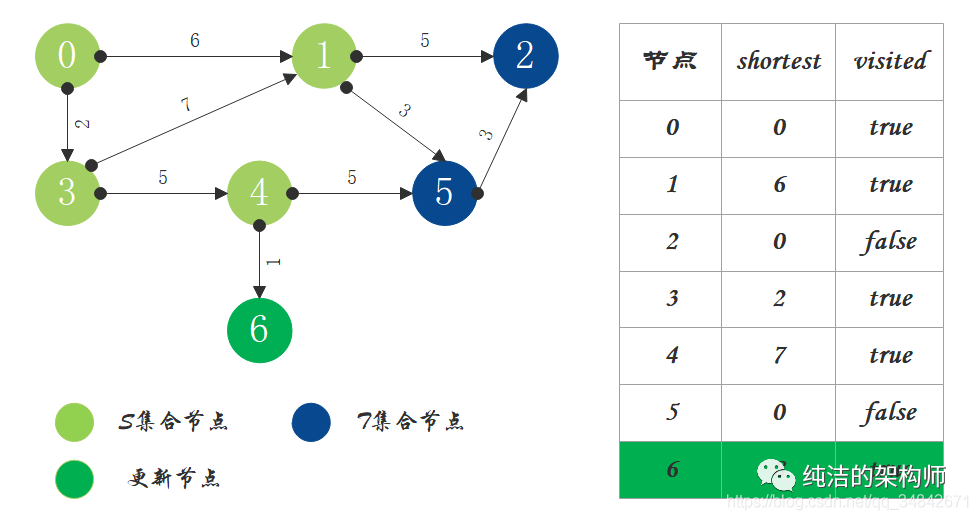 0 6 1 5 2
2 7 3 3
3 5 4 5 5
1
6
S集合节点 T集合节点
更新节点
节点 shortest visited
0 0 true
1 6 true
2 0 false
3 2 true
4 7 true
5 0 false
6
纯洁的架构师
https://blog.csdn.net/qq_34842671